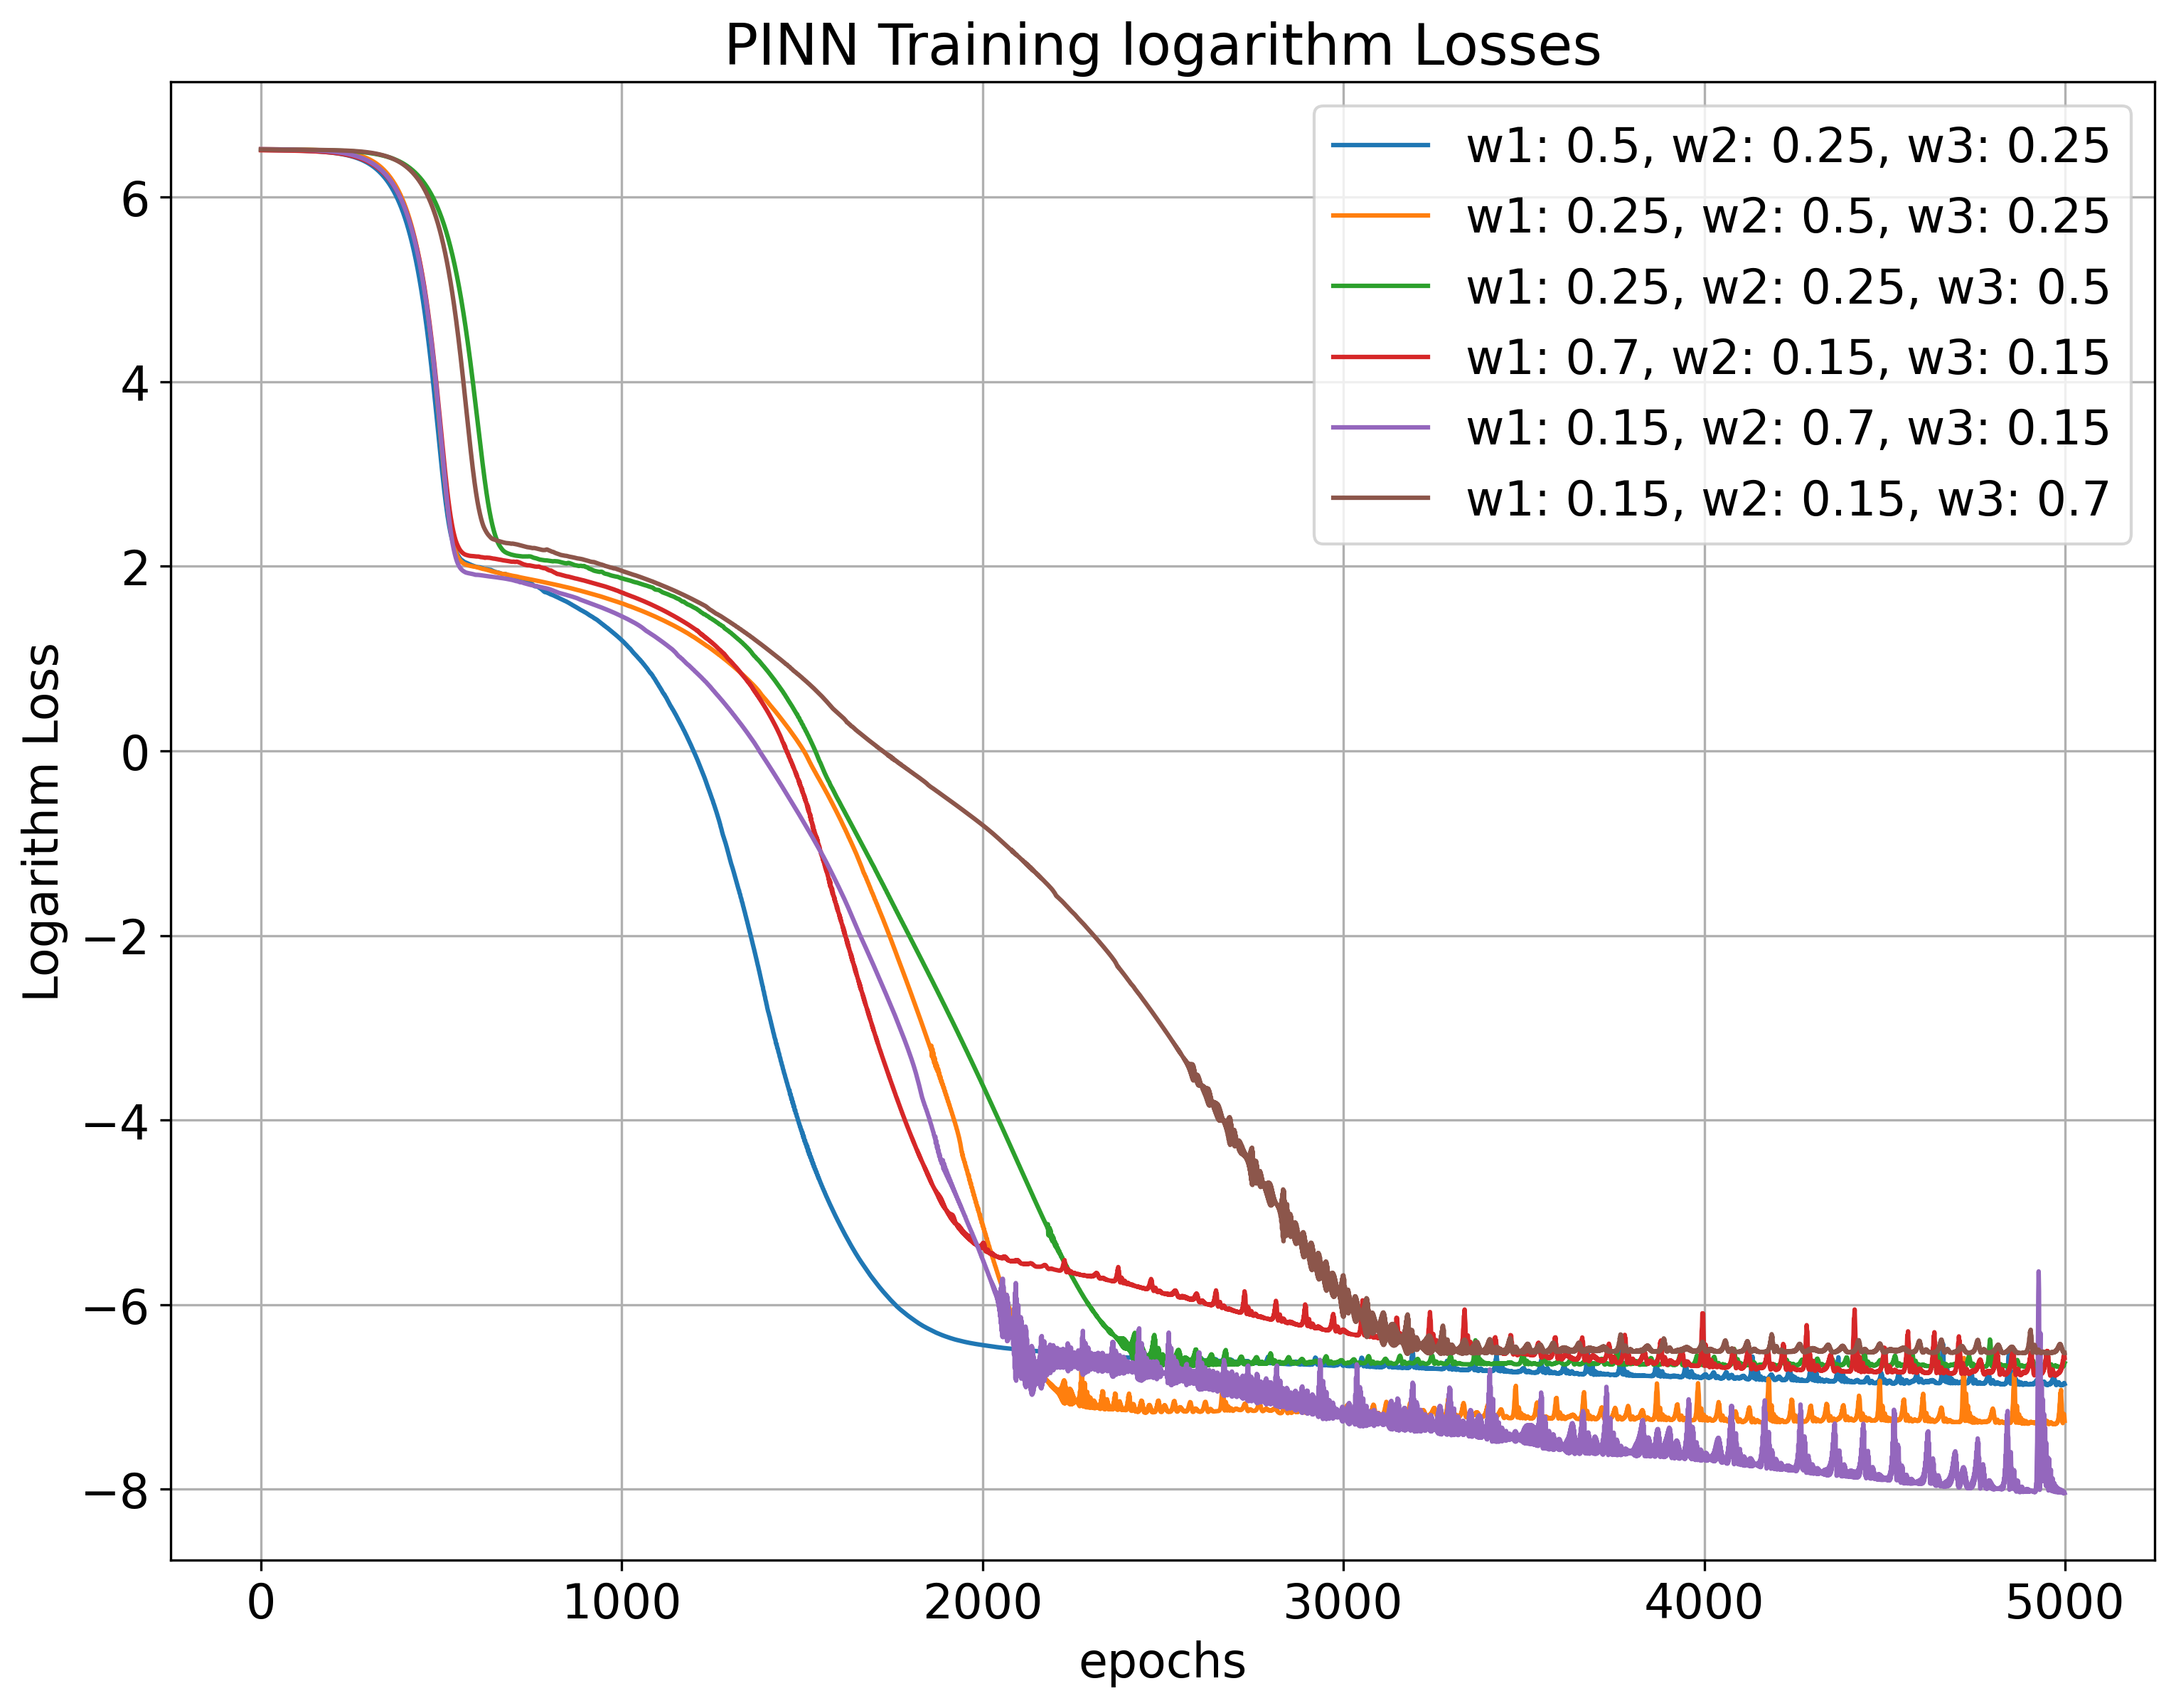 PINN Training logarithm Losses
w1: 0.5, w2: 0.25, w3: 0.25
w1: 0.25, w2: 0.5, w3: 0.25
w1: 0.25, w2: 0.25, w3: 0.5
w1: 0.7, w2: 0.15, w3: 0.15
w1: 0.15, w2: 0.7, w3: 0.15
w1: 0.15, w2: 0.15, w3: 0.7
Logarithm Loss
6
4
2
0
−2
−4
−6
−8
0 1000 2000 3000 4000 5000
epochs